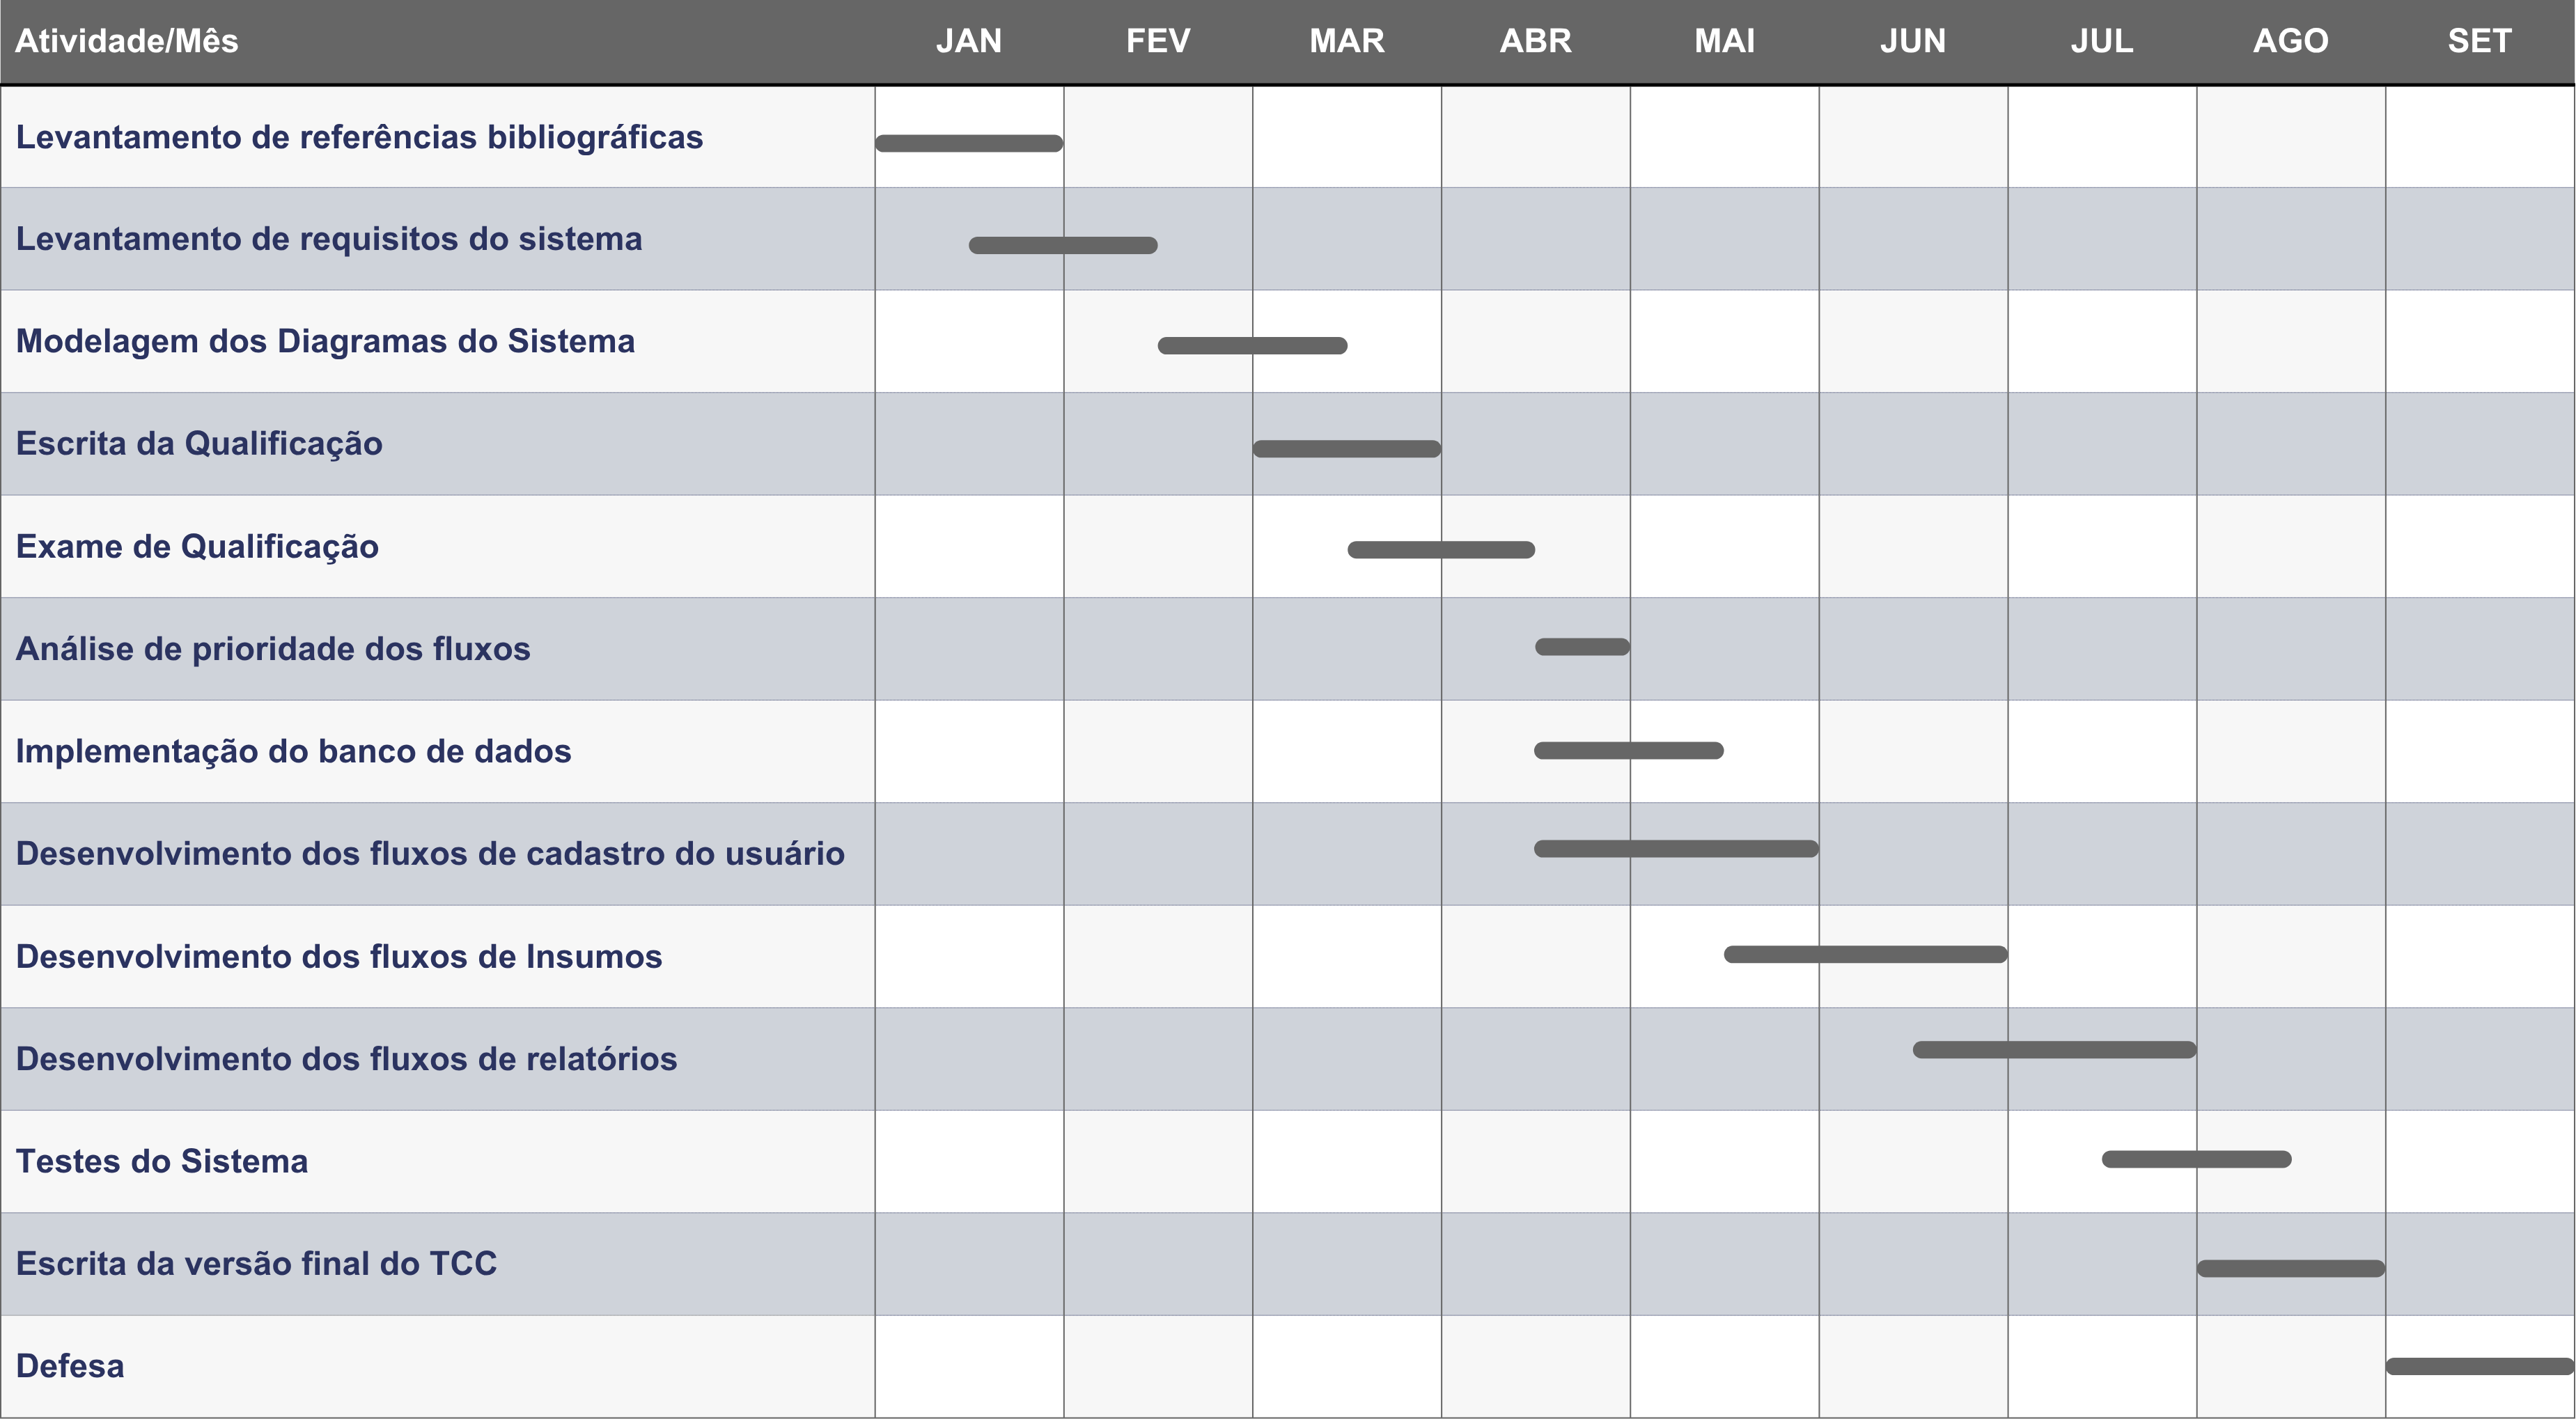 Atividade/Mês JAN FEV MAR ABR MAI JUN JUL AGO SET
Levantamento de referências bibliográficas
Levantamento de requisitos do sistema
Modelagem dos Diagramas do Sistema
Escrita da Qualificação
Exame de Qualificação
Análise de prioridade dos fluxos
Implementação do banco de dados
Desenvolvimento dos fluxos de cadastro do usuário
Desenvolvimento dos fluxos de Insumos
Desenvolvimento dos fluxos de relatórios
Testes do Sistema
Escrita da versão final do TCC
Defesa